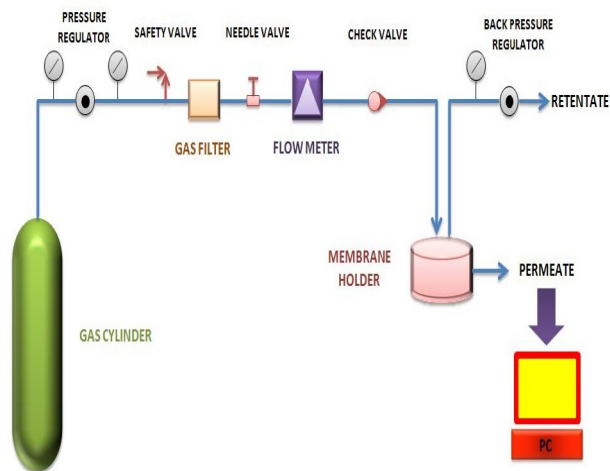 PRESSURE
REGULATOR
SAFETY VALVE
NEEDLE VALVE
CHECK VALVE
BACK PRESSURE
REGULATOR
RETENTATE
GAS FILTER
FLOW METER
MEMBRANE
HOLDER
PERMEATE
GAS CYLINDER
PC